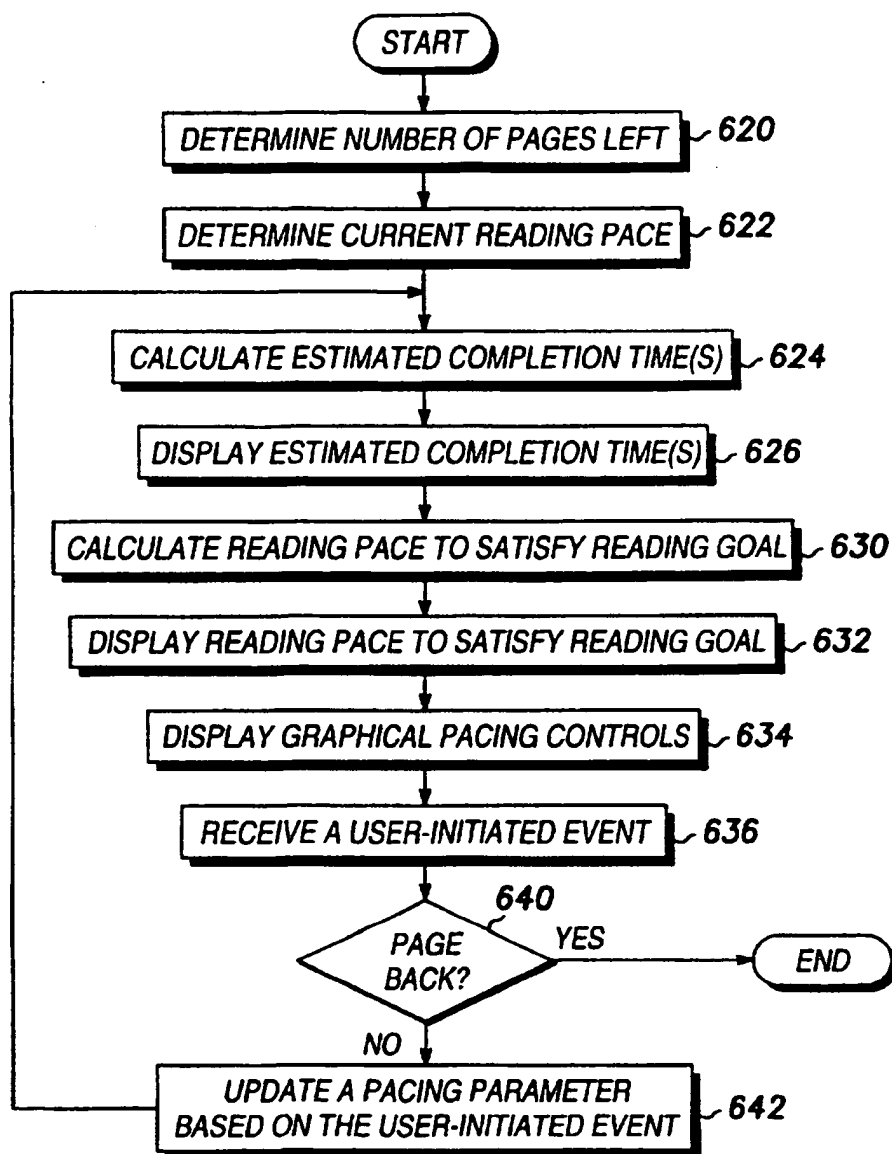 START
DETERMINE NUMBER OF PAGES LEFT 620
DETERMINE CURRENT READING PACE 622
CALCULATE ESTIMATED COMPLETION TIME(S) 624
DISPLAY ESTIMATED COMPLETION TIME(S) 626
CALCULATE READING PACE TO SATISFY READING GOAL 630
DISPLAY READING PACE TO SATISFY READING GOAL 632
DISPLAY GRAPHICAL PACING CONTROLS 634
RECEIVE A USER-INITIATED EVENT 636
640
PAGE
BACK?
YES
END
NO
UPDATE A PACING PARAMETER
BASED ON THE USER-INITIATED EVENT 642